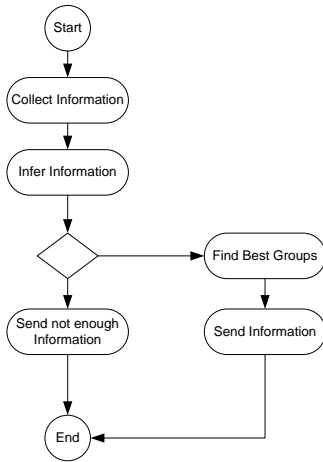 Start
Collect Information
Infer Information
Find Best Groups
Send not enough
Information
Send Information
End